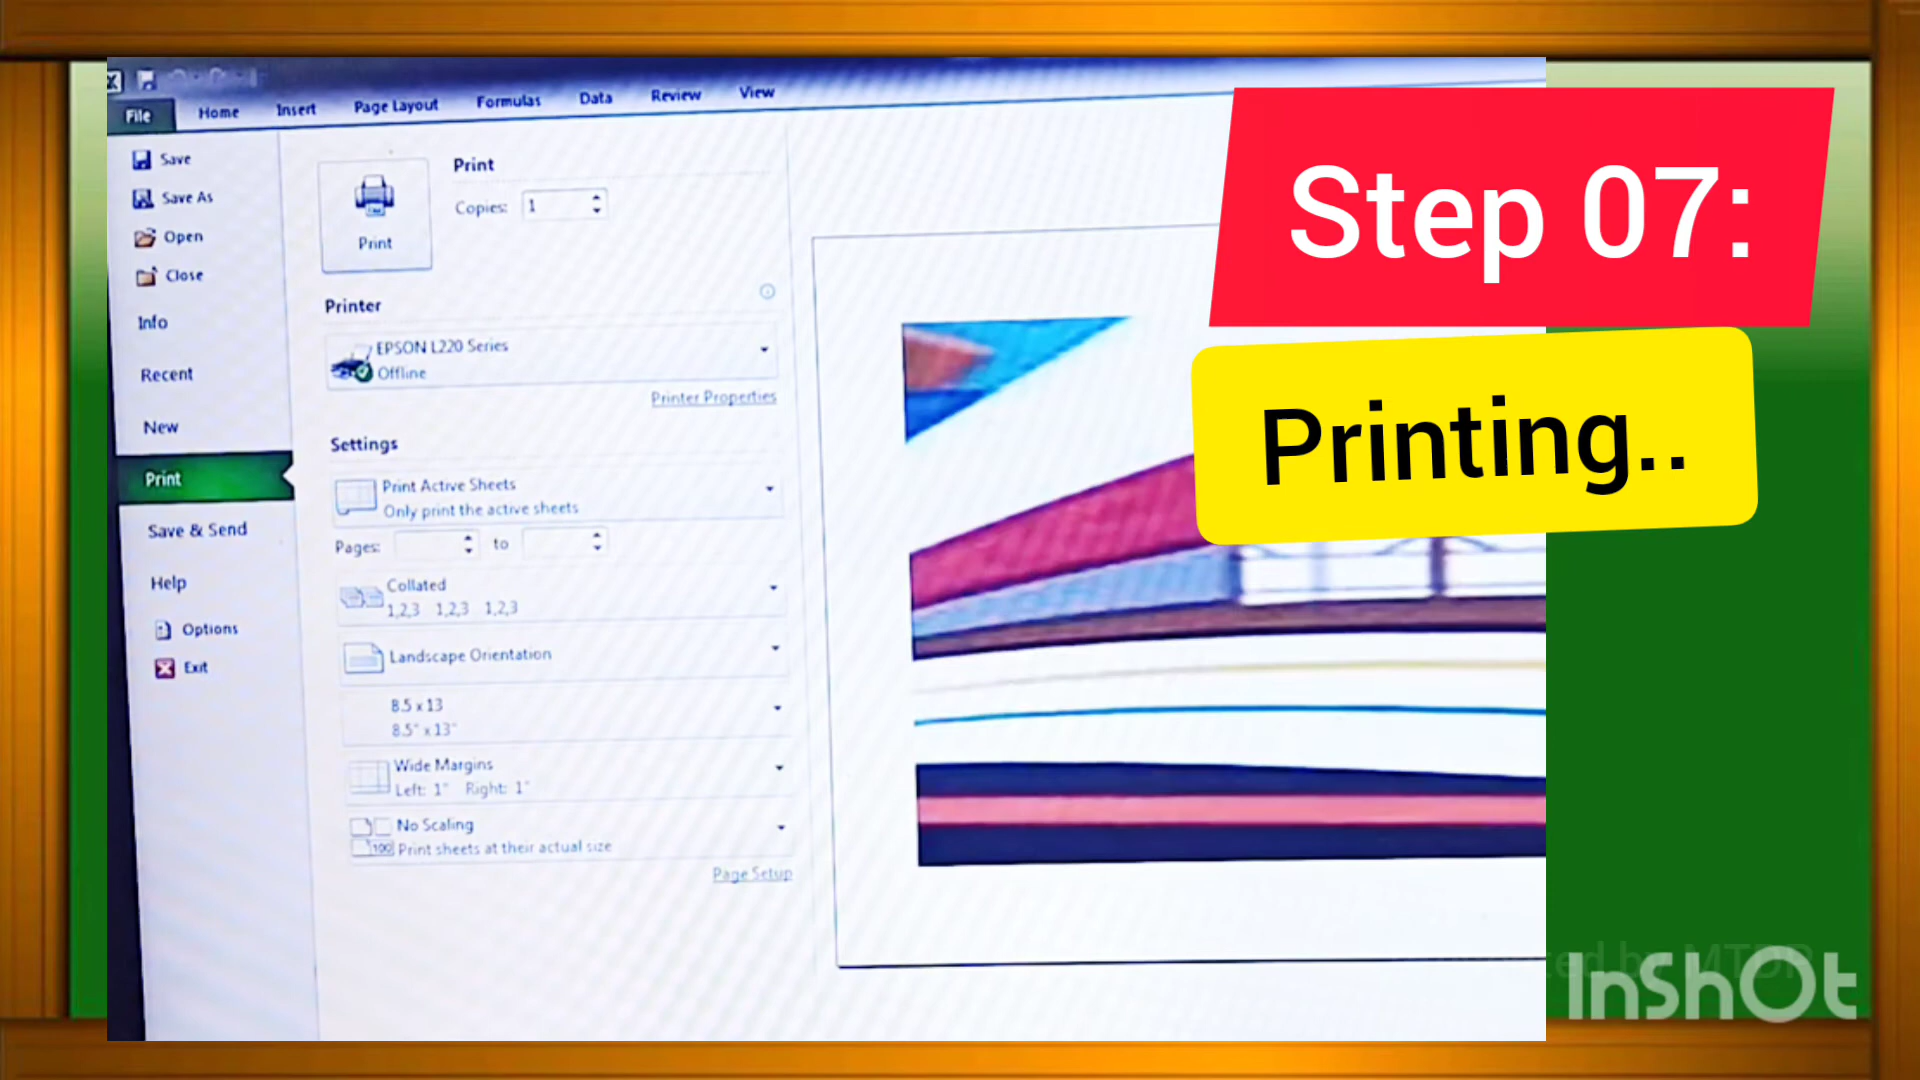 File Home Insert Page Layout Formulas Data Review View
Save
Save As
Open
Close
Info
Recent
New
Print
Save & Send
Help
Options
Exit
Print
Print
Copies: 1
Printer
EPSON L220 Series
Offline
Printer Properties
Settings
Print Active Sheets
Only print the active sheets
Pages: to
Collated
1,2,3 1,2,3 1,2,3
Landscape Orientation
8.5 x 13
8.5" x 13"
Wide Margins
Left: 1" Right: 1"
No Scaling
100
Print sheets at their actual size
Page Setup
Step 07:
Printing..
InShOt